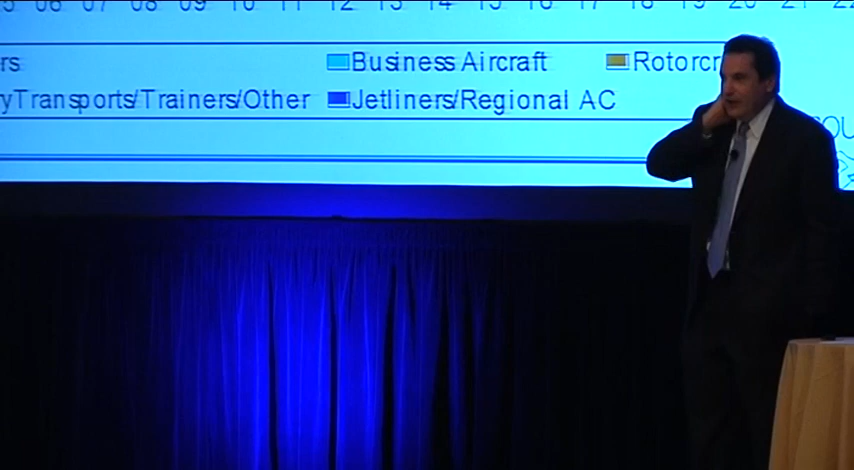 06 07 08 09 10 11 12 13 14 15 16 17 18 19 20 21
rs Business Aircraft Rotorcr
yTransports/Trainers/Other Jetliners/Regional AC